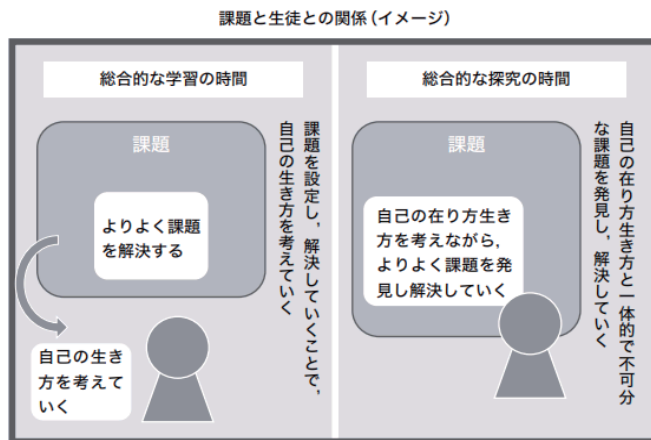 課題と生徒との関係（イメージ）
総合的な学習の時間
課題
よりよく課題
を解決する
自己の生き
方を考えて
いく
課題を設定し，解決していくことで，
自己の生き方を考えていく
総合的な探究の時間
課題
自己の在り方生き
方を考えながら，
よりよく課題を発
見し解決していく
自己の在り方生き方と一体的で不可分
な課題を発見し，解決していく